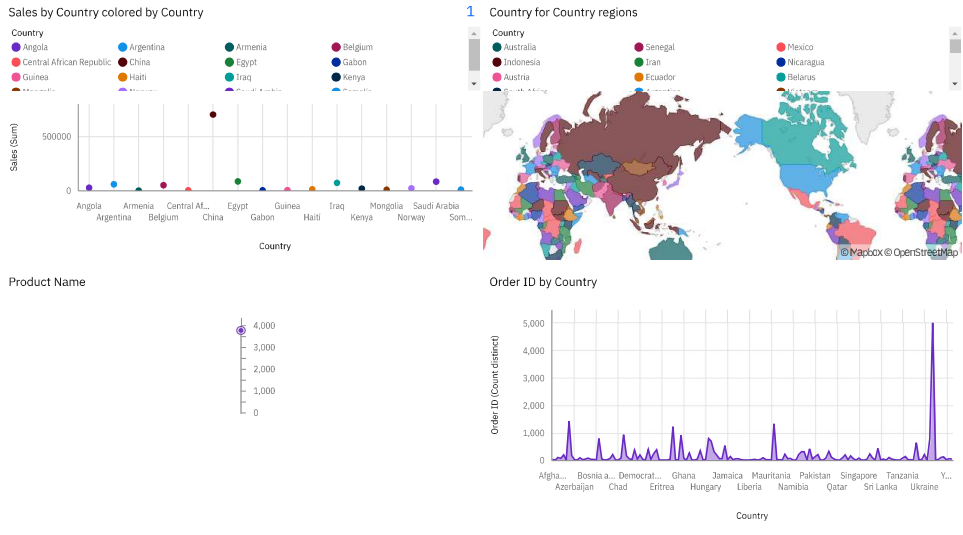 Sales by Country colored by Country
1
Country
Angola Argentina Armenia Belgium
Central African Republic China Egypt Gabon
Guinea Haiti Iraq Kenya
Sales (Sum)
500000
0
Angola Armenia Central Af... Egypt Guinea Iraq Mongolia Saudi Arabia
Argentina Belgium China Gabon Haiti Kenya Norway Som...
Country
Country for Country regions
Country
Australia Senegal Mexico
Indonesia Iran Nicaragua
Austria Ecuador Belarus
© Mapbox © OpenStreetMap
Product Name
4,000
3,000
2,000
1,000
0
Order ID by Country
Order ID (Count distinct)
5,000
4,000
3,000
2,000
1,000
0
Afgha... Bosnia a... Democrat... Ghana Jamaica Mauritania Pakistan Singapore Tanzania Y...
Azerbaijan Chad Eritrea Hungary Liberia Namibia Qatar Sri Lanka Ukraine
Country